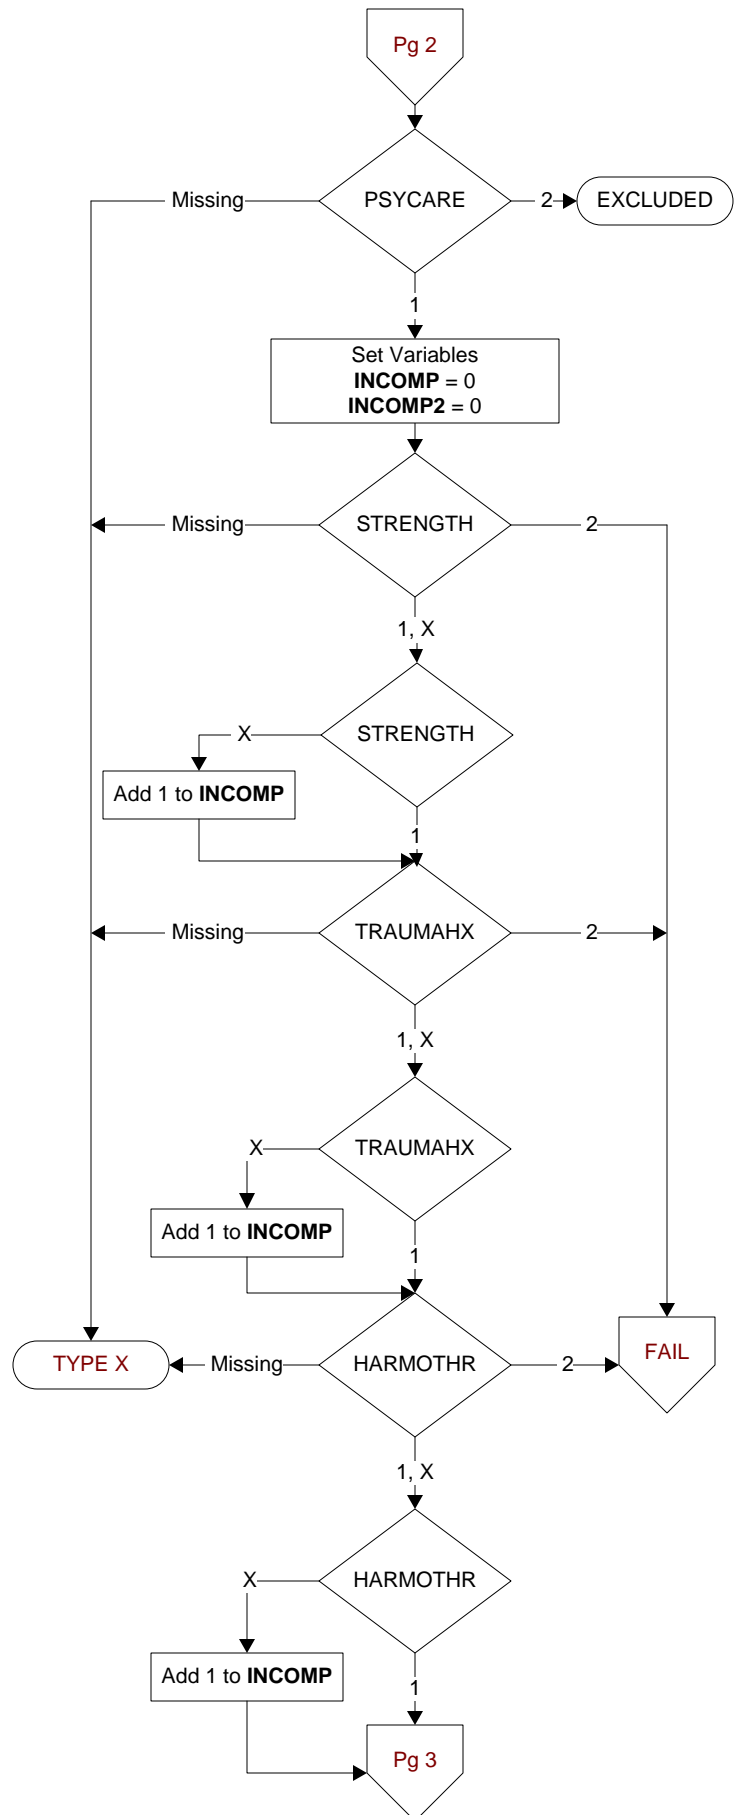 Pg 2
Missing
PSYCARE
2
EXCLUDED
1
Set Variables
INCOMP = 0
INCOMP2 = 0
Missing
STRENGTH
2
1, X
X
STRENGTH
Add 1 to INCOMP
1
Missing
TRAUMAHX
2
1, X
X
TRAUMAHX
Add 1 to INCOMP
1
TYPE X
Missing
HARMOTHR
2
FAIL
1, X
X
HARMOTHR
Add 1 to INCOMP
1
Pg 3